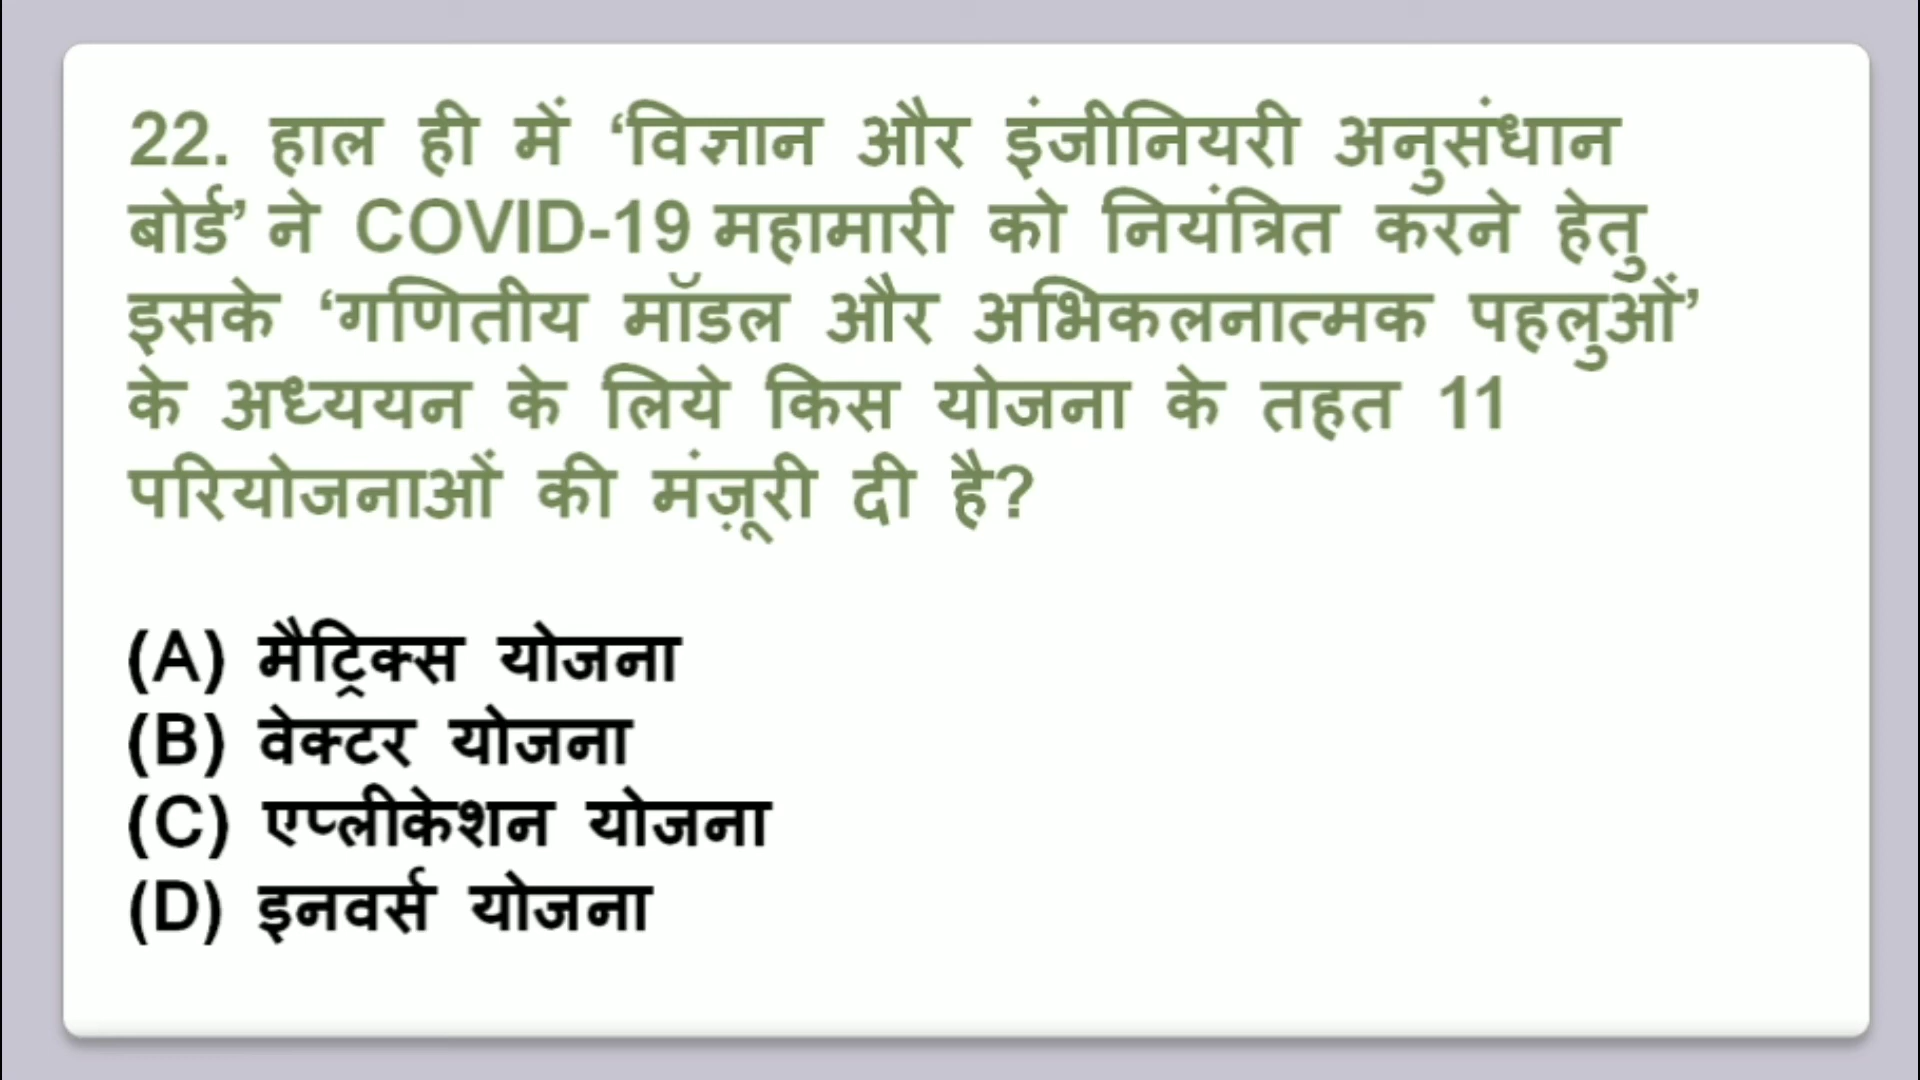 22. हाल ही में ‘विज्ञान और इंजीनियरी अनुसंधान
बोर्ड’ ने COVID-19 महामारी को नियंत्रित करने हेतु
इसके ‘गणितीय मॉडल और अभिकलनात्मक पहलुओं’
के अध्ययन के लिये किस योजना के तहत 11
परियोजनाओं की मंज़ूरी दी है?
(A) मैट्रिक्स योजना
(B) वेक्टर योजना
(C) एप्लीकेशन योजना
(D) इनवर्स योजना